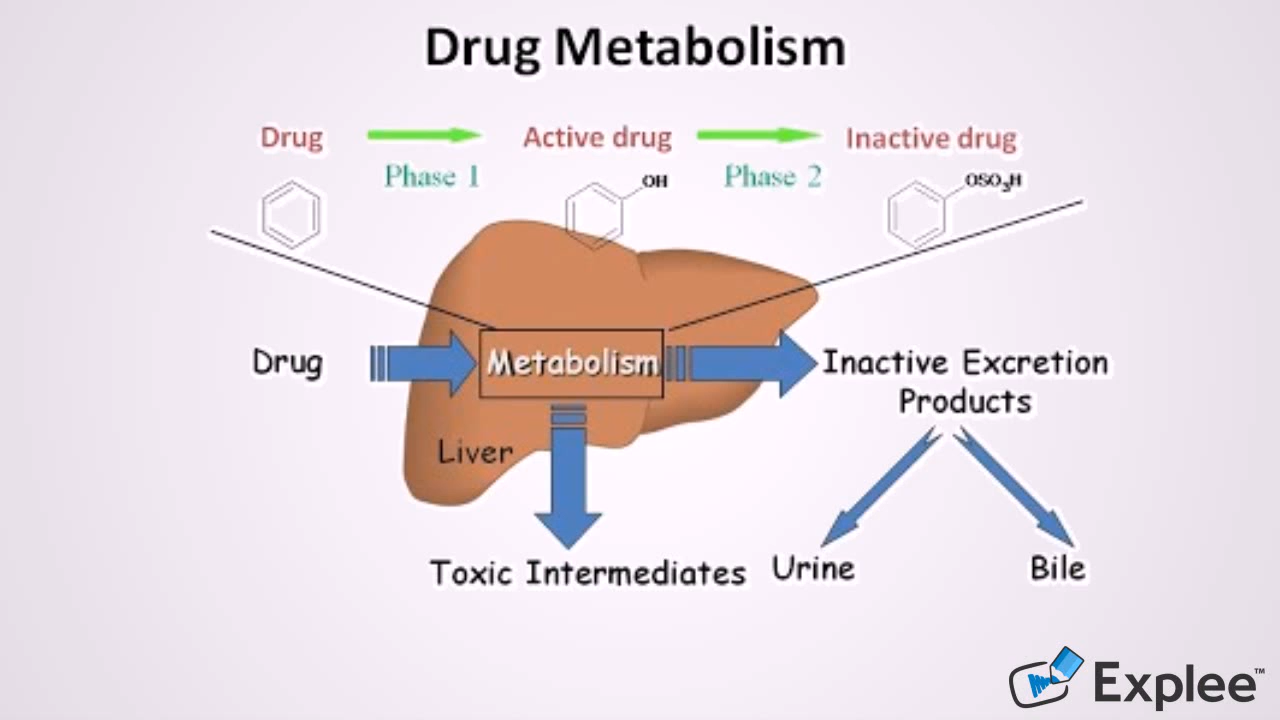 Drug Metabolism
Drug Active drug Inactive drug
Phase 1 Phase 2
OH OSO3H
Drug Metabolism Inactive Excretion
Products
Liver
Toxic Intermediates Urine Bile
Explee™